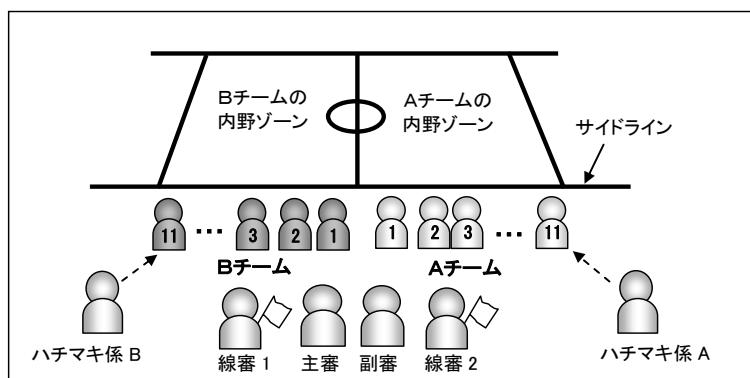 Bチームの
内野ゾーン
Aチームの
内野ゾーン
サイドライン
11 … 3 2 1
1 2 3 … 11
Bチーム
Aチーム
ハチマキ係 B
線審 1
主審
副審
線審 2
ハチマキ係 A